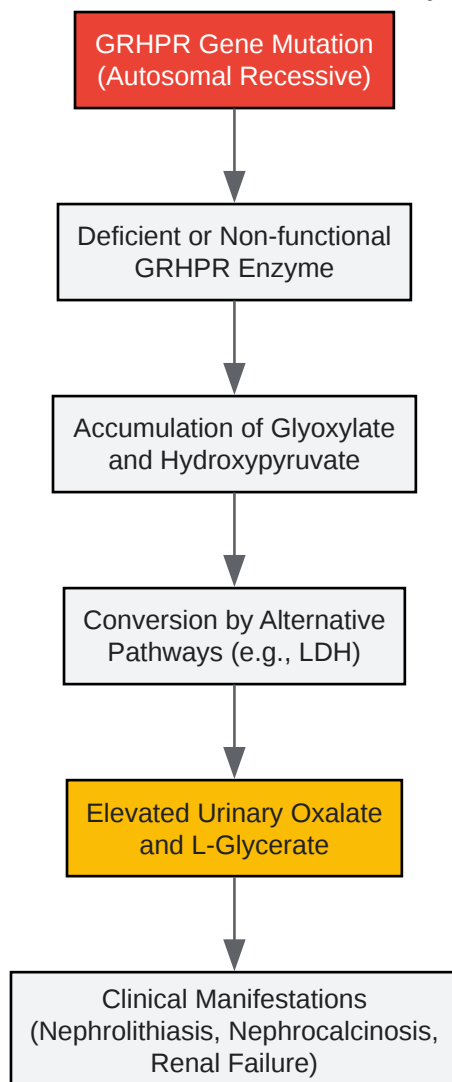 GRHPR Gene Mutation
(Autosomal Recessive)
Deficient or Non-functional
GRHPR Enzyme
Accumulation of Glyoxylate
and Hydroxypyruvate
Conversion by Alternative
Pathways (e.g., LDH)
Elevated Urinary Oxalate
and L-Glycerate
Clinical Manifestations
(Nephrolithiasis, Nephrocalcinosis,
Renal Failure)